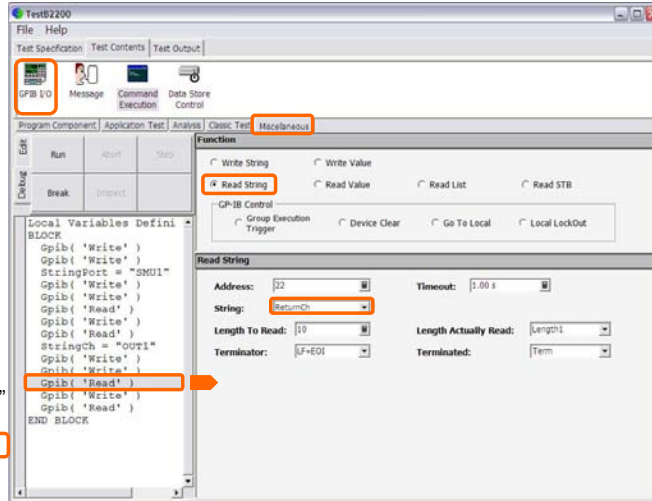 TestB2200
File Help
Test Specification Test Contents Test Output
GPIB I/O Message Command Execution Data Store Control
Program Component Application Test Analysis Classic Test Miscelaneous
Edit
Debug
Run Abort Stop
Break Inspect
Function
Write String Write Value
Read String Read Value Read List Read STB
GP-IB Control
Group Execution Trigger Device Clear Go To Local Local LockOut
Local Variables Defini
BLOCK
Gpib( 'Write' )
Gpib( 'Write' )
StringPort = "SMU1"
Gpib( 'Write' )
Gpib( 'Write' )
Gpib( 'Read' )
Gpib( 'Write' )
Gpib( 'Read' )
StringCh = "OUT1"
Gpib( 'Write' )
Gpib( 'Write' )
Gpib( 'Read' )
Gpib( 'Write' )
Gpib( 'Read' )
END BLOCK
Read String
Address: 22 Timeout: 1.00 s
String: ReturnCh
Length To Read: 10 Length Actually Read: Length1
Terminator: LF+EOI Terminated: Term
"